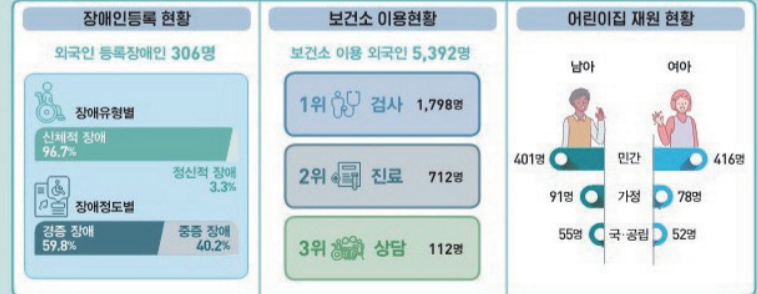 장애인등록 현황
외국인 등록장애인 306명
장애유형별
신체적 장애
96.7%
정신적 장애
3.3%
장애정도별
경증 장애
59.8%
중증 장애
40.2%
보건소 이용현황
보건소 이용 외국인 5,392명
1위 검사 1,798명
2위 진료 712명
3위 상담 112명
어린이집 재원 현황
남아 여아
401명 민간 416명
91명 가정 78명
55명 국·공립 52명